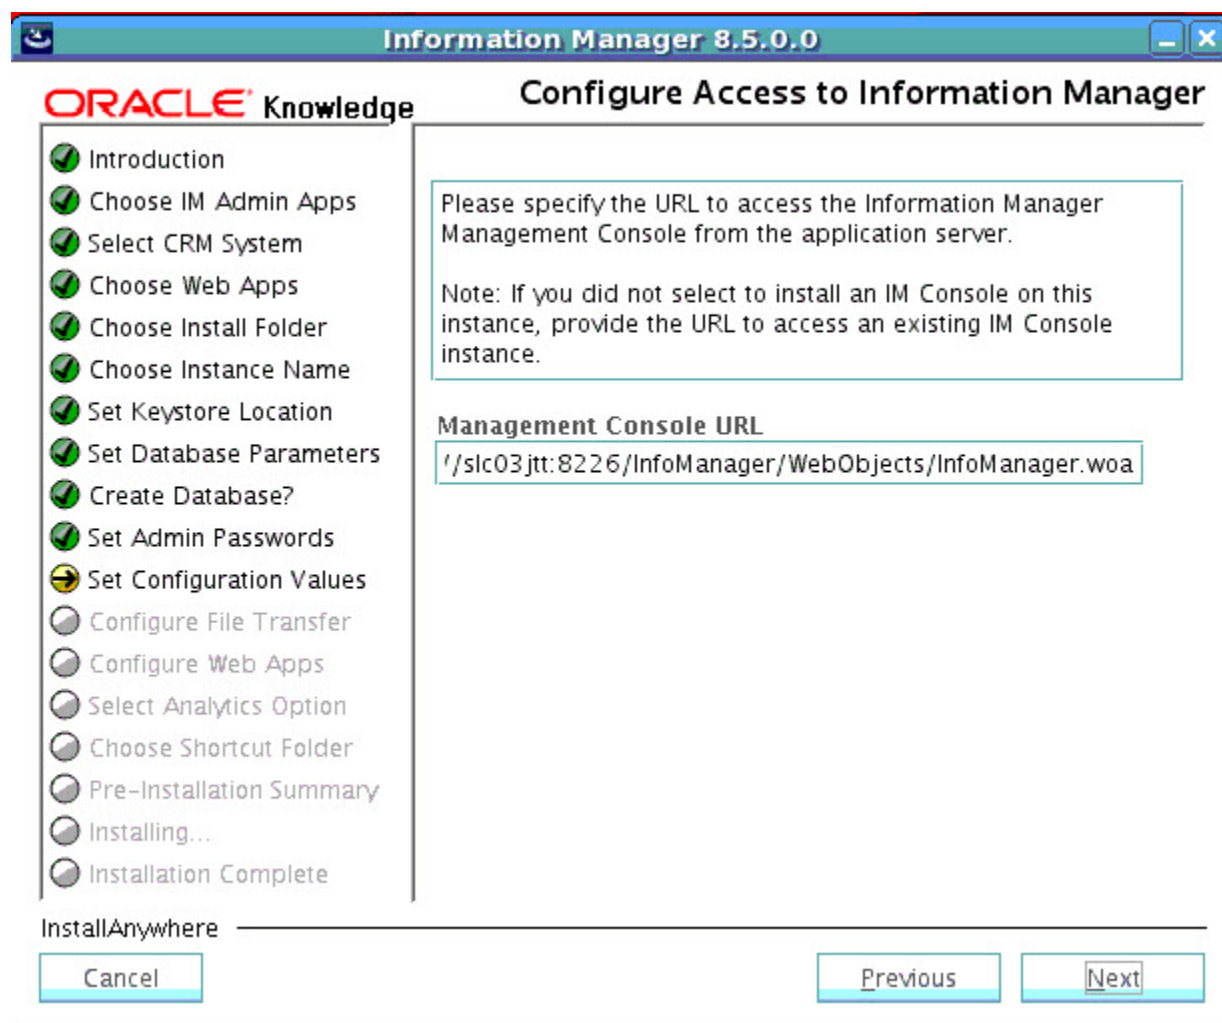 Information Manager 8.5.0.0
ORACLE Knowledge
Configure Access to Information Manager
Introduction
Choose IM Admin Apps
Select CRM System
Choose Web Apps
Choose Install Folder
Choose Instance Name
Set Keystore Location
Set Database Parameters
Create Database?
Set Admin Passwords
Set Configuration Values
Configure File Transfer
Configure Web Apps
Select Analytics Option
Choose Shortcut Folder
Pre-Installation Summary
Installing...
Installation Complete
Please specify the URL to access the Information Manager
Management Console from the application server.
Note: If you did not select to install an IM Console on this
instance, provide the URL to access an existing IM Console
instance.
Management Console URL
//slc03jtt:8226/InfoManager/WebObjects/InfoManager.woa
InstallAnywhere
Cancel
Previous
Next